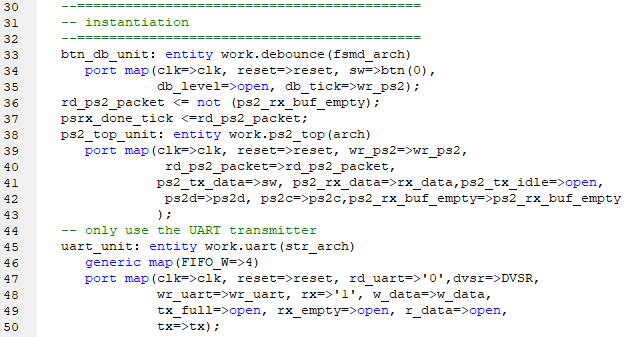 30 --===========================================
31 -- instantiation
32 --===========================================
33 btn_db_unit: entity work.debounce(fsmd_arch)
34 port map(clk=>clk, reset=>reset, sw=>btn(0),
35 db_level=>open, db_tick=>wr_ps2);
36 rd_ps2_packet <= not (ps2_rx_buf_empty);
37 psrx_done_tick <=rd_ps2_packet;
38 ps2_top_unit: entity work.ps2_top(arch)
39 port map(clk=>clk, reset=>reset, wr_ps2=>wr_ps2,
40 rd_ps2_packet=>rd_ps2_packet,
41 ps2_tx_data=>sw, ps2_rx_data=>rx_data,ps2_tx_idle=>open,
42 ps2d=>ps2d, ps2c=>ps2c,ps2_rx_buf_empty=>ps2_rx_buf_empty
43 );
44 -- only use the UART transmitter
45 uart_unit: entity work.uart(str_arch)
46 generic map(FIFO_W=>4)
47 port map(clk=>clk, reset=>reset, rd_uart=>'0',dvsr=>DVSR,
48 wr_uart=>wr_uart, rx=>'1', w_data=>w_data,
49 tx_full=>open, rx_empty=>open, r_data=>open,
50 tx=>tx);